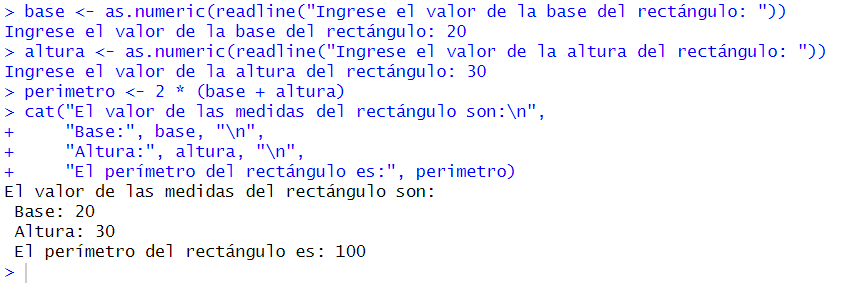 > base <- as.numeric(readline("Ingrese el valor de la base del rectángulo: "))
Ingrese el valor de la base del rectángulo: 20
> altura <- as.numeric(readline("Ingrese el valor de la altura del rectángulo: "))
Ingrese el valor de la altura del rectángulo: 30
> perimetro <- 2 * (base + altura)
> cat("El valor de las medidas del rectángulo son:\n",
+     "Base:", base, "\n",
+     "Altura:", altura, "\n",
+     "El perímetro del rectángulo es:", perimetro)
El valor de las medidas del rectángulo son:
 Base: 20
 Altura: 30
 El perímetro del rectángulo es: 100
>